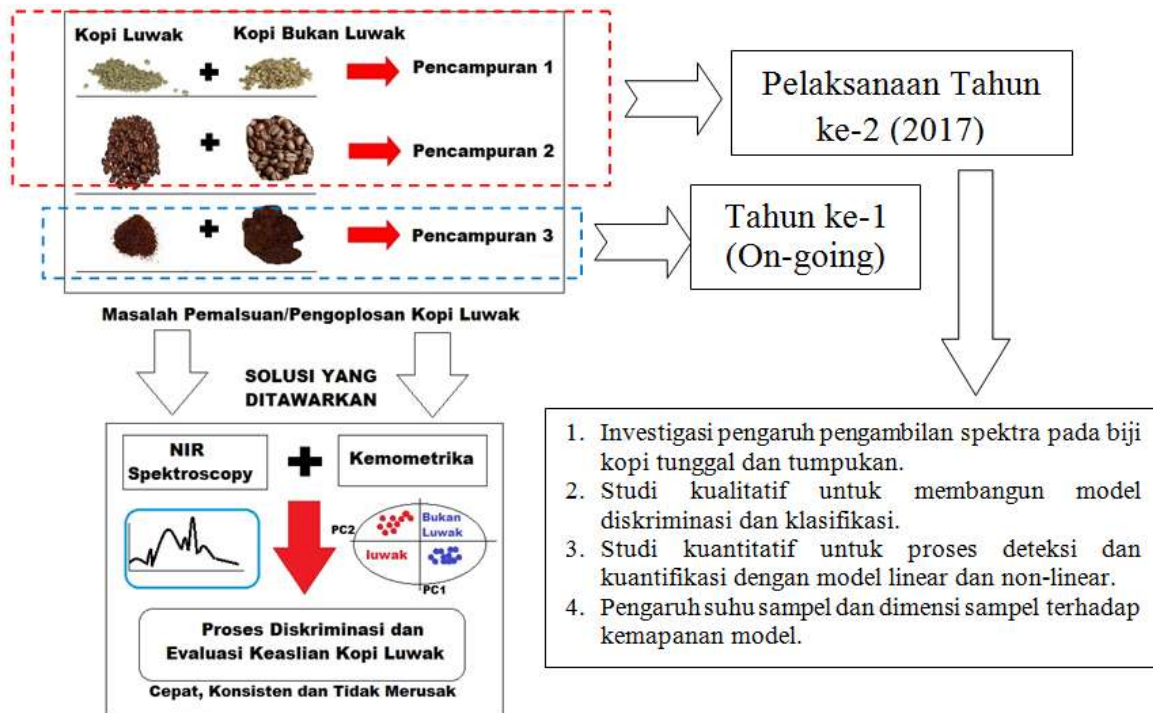 Kopi Luwak
Kopi Bukan Luwak
Pencampuran 1
Pencampuran 2
Pencampuran 3
Masalah Pemalsuan/Pengoplosan Kopi Luwak
SOLUSI YANG
DITAWARKAN
NIR
Spektroscopy
Kemometrika
PC2
Bukan
Luwak
luwak
PC1
Proses Diskriminasi dan
Evaluasi Keaslian Kopi Luwak
Cepat, Konsisten dan Tidak Merusak
Pelaksanaan Tahun
ke-2 (2017)
Tahun ke-1
(On-going)
1. Investigasi pengaruh pengambilan spektra pada biji
kopi tunggal dan tumpukan.
2. Studi kualitatif untuk membangun model
diskriminasi dan klasifikasi.
3. Studi kuantitatif untuk proses deteksi dan
kuantifikasi dengan model linear dan non-linear.
4. Pengaruh suhu sampel dan dimensi sampel terhadap
kemapanan model.